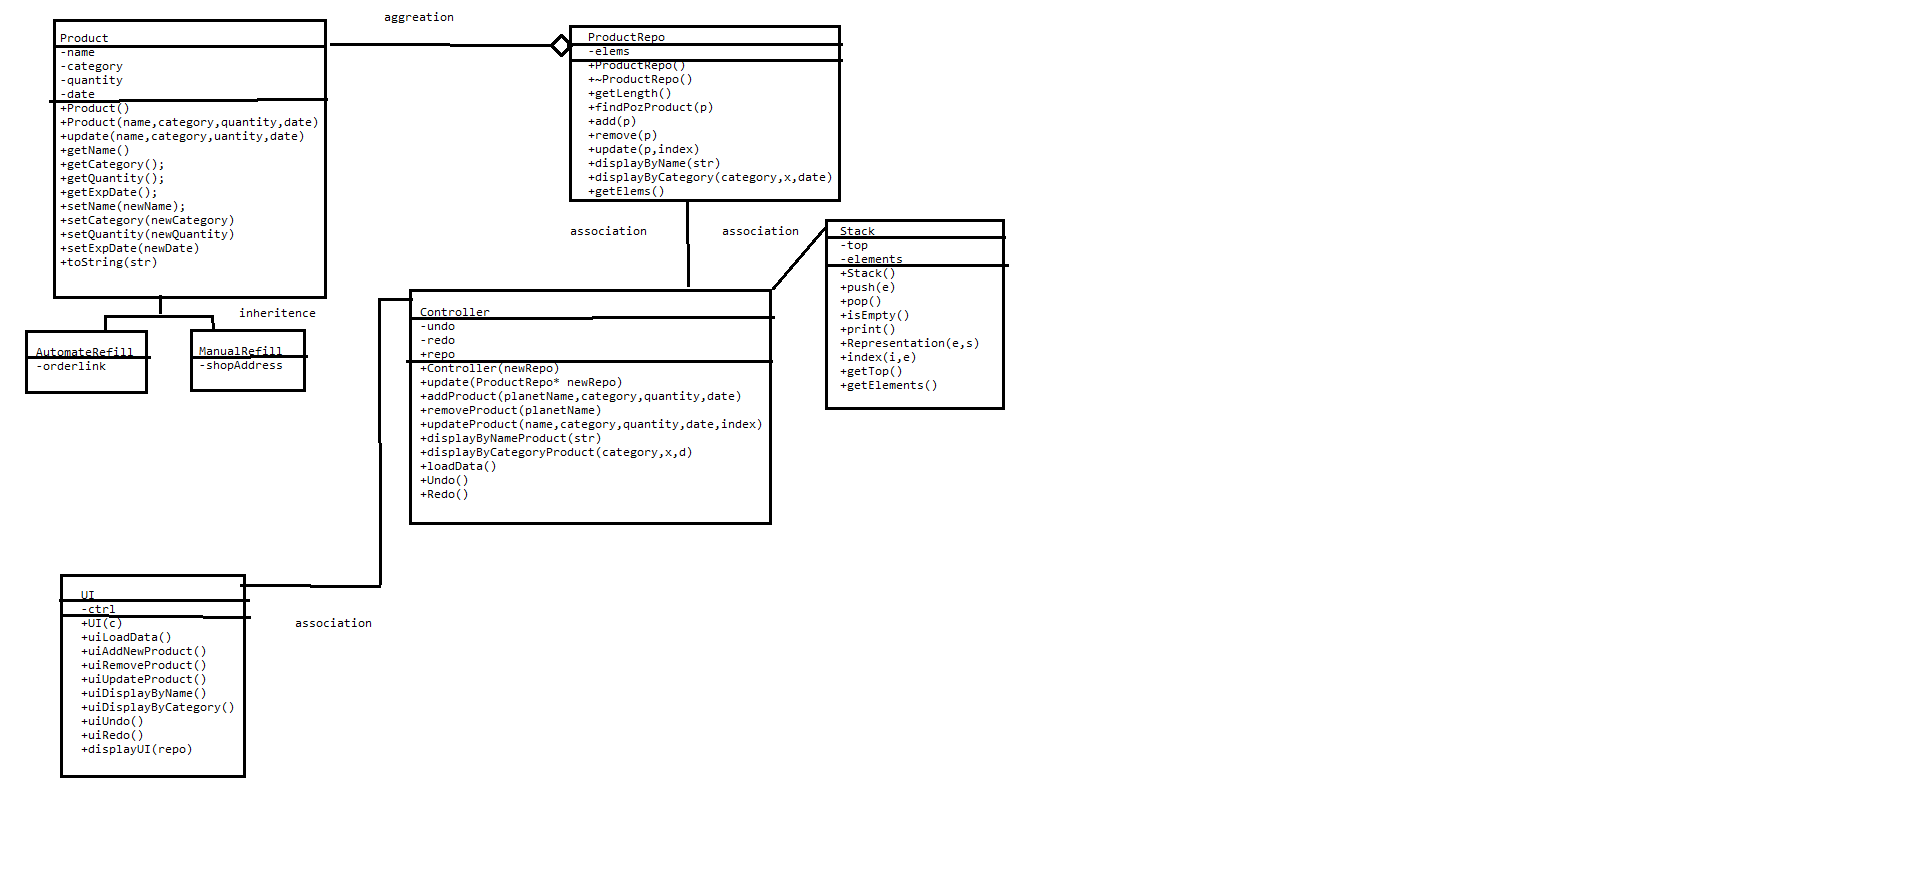 aggreation
Product
-name
-category
-quantity
-date
+Product()
+Product(name,category,quantity,date)
+update(name,category,uantity,date)
+getName()
+getCategory();
+getQuantity();
+getExpDate();
+setName(newName);
+setCategory(newCategory)
+setQuantity(newQuantity)
+setExpDate(newDate)
+toString(str)
ProductRepo
-elems
+ProductRepo()
+~ProductRepo()
+getLength()
+findPozProduct(p)
+add(p)
+remove(p)
+update(p,index)
+displayByName(str)
+displayByCategory(category,x,date)
+getElems()
association
association
Stack
-top
-elements
+Stack()
+push(e)
+pop()
+isEmpty()
+print()
+Representation(e,s)
+index(i,e)
+getTop()
+getElements()
inheritence
AutomateRefill
-orderlink
ManualRefill
-shopAddress
Controller
-undo
-redo
+repo
+Controller(newRepo)
+update(ProductRepo* newRepo)
+addProduct(planetName,category,quantity,date)
+removeProduct(planetName)
+updateProduct(name,category,quantity,date,index)
+displayByNameProduct(str)
+displayByCategoryProduct(category,x,d)
+loadData()
+Undo()
+Redo()
UI
-ctrl
+UI(c)
+uiLoadData()
+uiAddNewProduct()
+uiRemoveProduct()
+uiUpdateProduct()
+uiDisplayByName()
+uiDisplayByCategory()
+uiUndo()
+uiRedo()
+displayUI(repo)
association